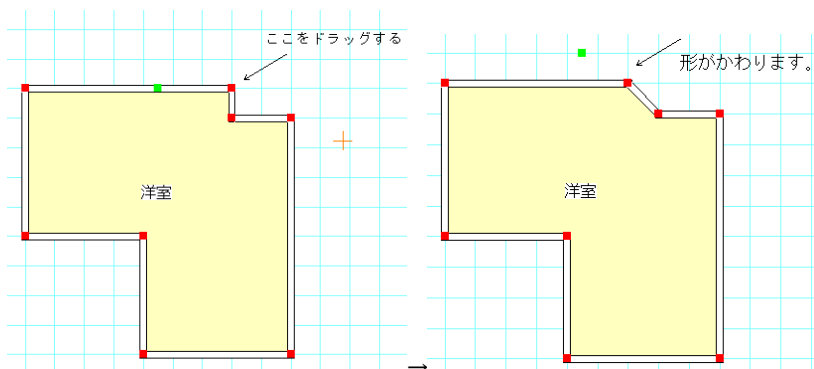 ここをドラッグする
形がかわります。
洋室
洋室
→